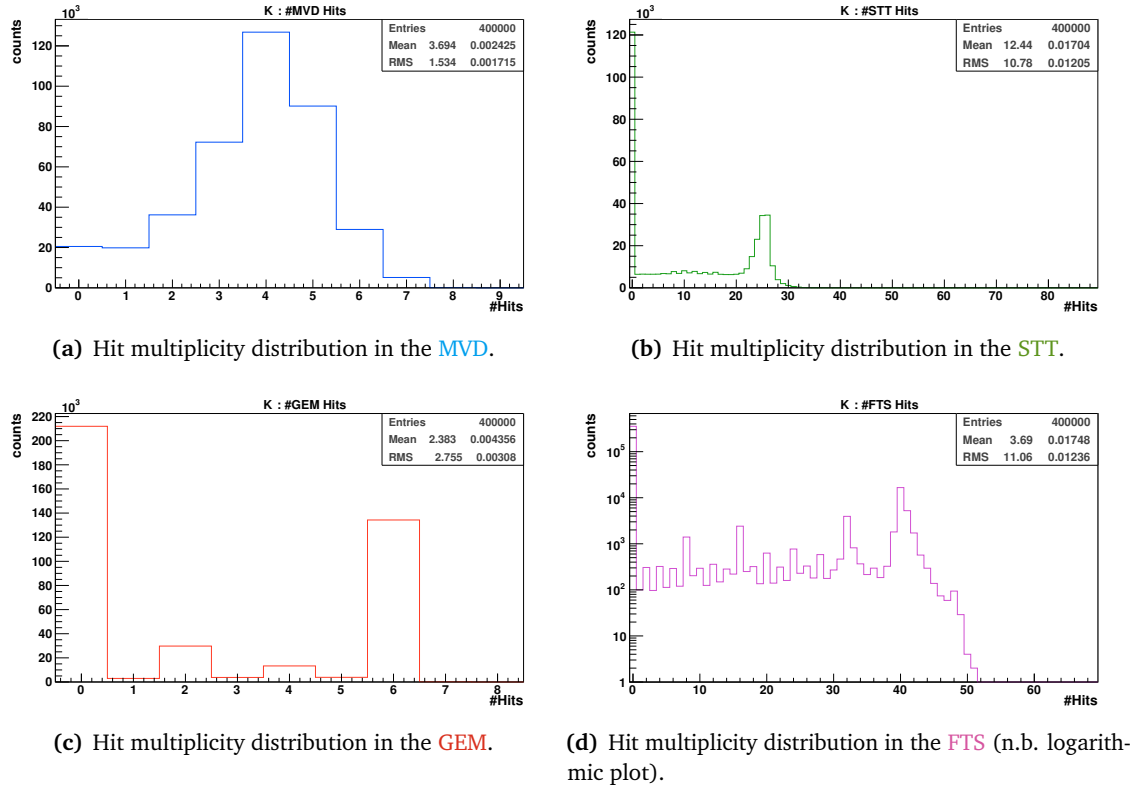 K : #MVD Hits
×10³
counts
Entries 400000
Mean 3.694 0.002425
RMS 1.534 0.001715
120
100
80
60
40
20
0
0 1 2 3 4 5 6 7 8 9
#Hits
(a) Hit multiplicity distribution in the MVD.
K : #STT Hits
×10³
counts
Entries 400000
Mean 12.44 0.01704
RMS 10.78 0.01205
120
100
80
60
40
20
0
0 10 20 30 40 50 60 70 80
#Hits
(b) Hit multiplicity distribution in the STT.
K : #GEM Hits
×10³
counts
Entries 400000
Mean 2.383 0.004356
RMS 2.755 0.00308
220
200
180
160
140
120
100
80
60
40
20
0
0 1 2 3 4 5 6 7 8
#Hits
(c) Hit multiplicity distribution in the GEM.
K : #FTS Hits
counts
Entries 400000
Mean 3.69 0.01748
RMS 11.06 0.01236
10⁵
10⁴
10³
10²
10
1
0 10 20 30 40 50 60
#Hits
(d) Hit multiplicity distribution in the FTS (n.b. logarith-
mic plot).